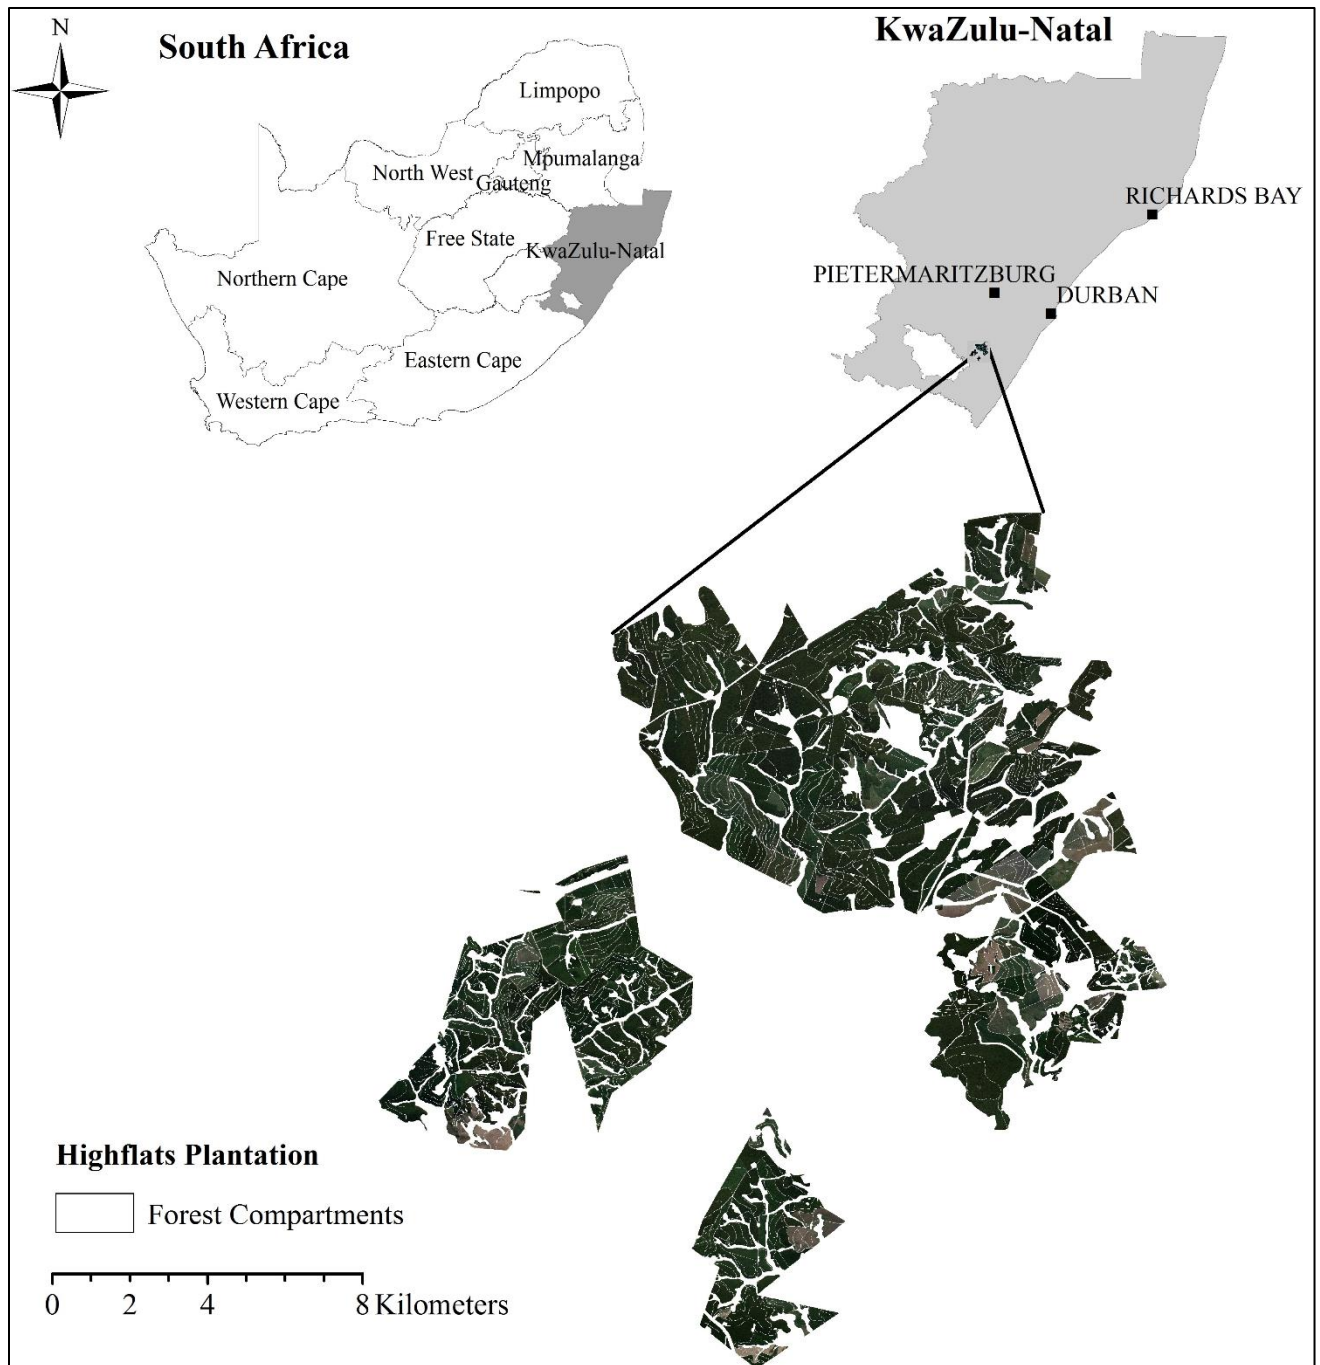 N
South Africa
KwaZulu-Natal
Limpopo
Mpumalanga
North West
Gauteng
Free State
KwaZulu-Natal
Northern Cape
Eastern Cape
Western Cape
RICHARDS BAY
PIETERMARITZBURG
DURBAN
Highflats Plantation
Forest Compartments
0 2 4 8 Kilometers